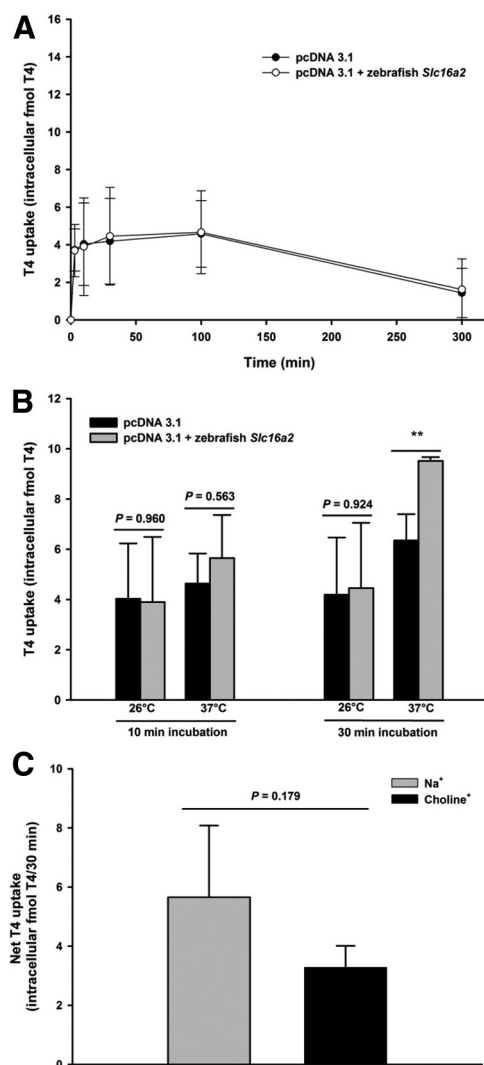 A
16
14
12
10
8
6
4
2
0
T4 uptake (intracellular fmol T4)
pcDNA 3.1
pcDNA 3.1 + zebrafish Slc16a2
0 50 100 150 200 250 300
Time (min)
B
12
10
8
6
4
2
0
T4 uptake (intracellular fmol T4)
pcDNA 3.1
pcDNA 3.1 + zebrafish Slc16a2
P = 0.960
P = 0.563
P = 0.924
**
26°C 37°C 26°C 37°C
10 min incubation 30 min incubation
C
10
8
6
4
2
0
Net T4 uptake
(intracellular fmol T4/30 min)
Na⁺
Choline⁺
P = 0.179